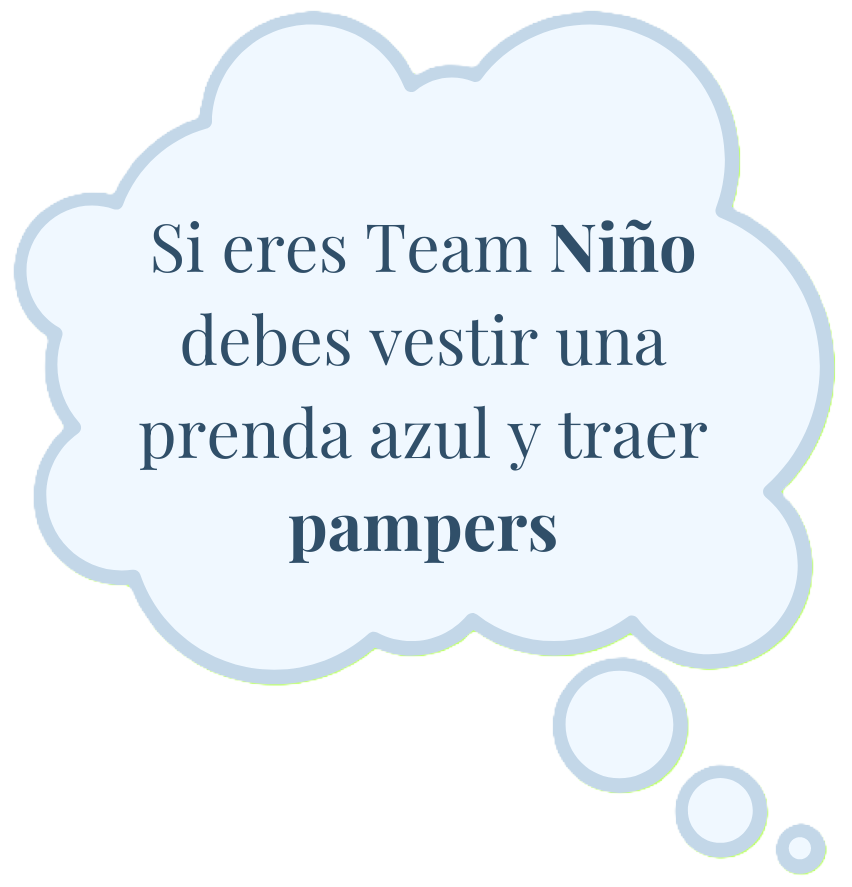 Si eres Team Niño
debes vestir una
prenda azul y traer
pampers